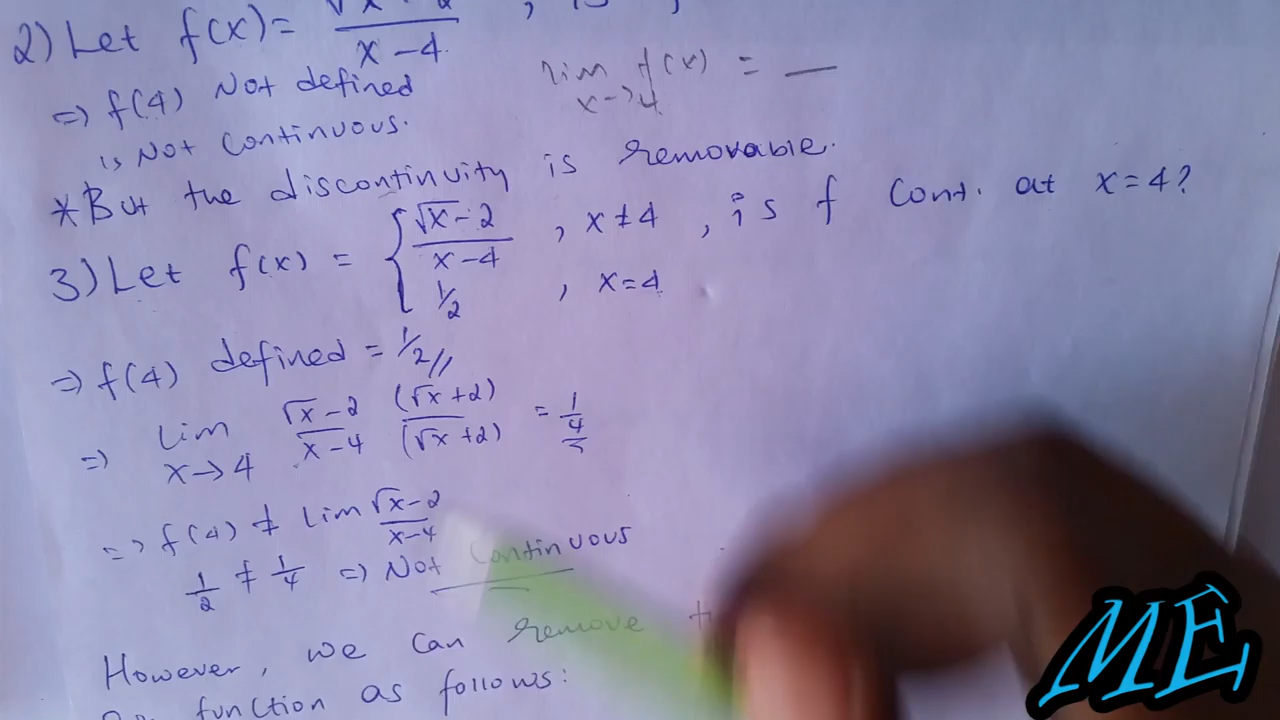 2) Let f(x) = √x - 2 / x - 4 , is ,
=> f(4) Not defined
lim x→4 f(x) = __
is Not continuous.
*But the discontinuity is removable.
3) Let f(x) = { √x - 2 / x - 4 , x ≠ 4 , is f cont. at x = 4?
1/2 , x = 4
=> f(4) defined = 1/2 //
=> lim x→4 √x - 2 / x - 4 (√x + 2) / (√x + 2) = 1/4
=> f(4) ≠ lim √x - 2 / x - 4
1/2 ≠ 1/4 => Not continuous
However, we can remove
function as follows:
ME